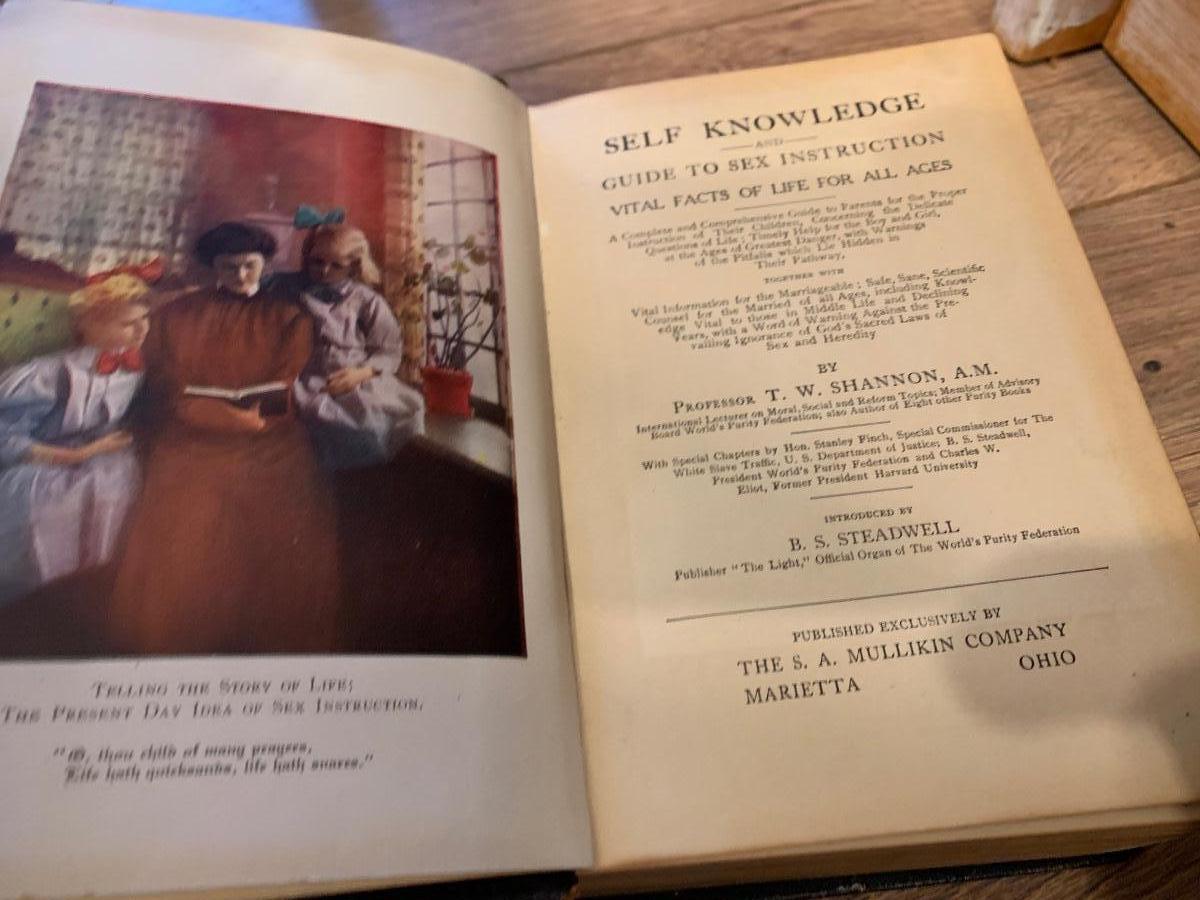 TELLING THE STORY OF LIFE;
THE PRESENT DAY IDEA OF SEX INSTRUCTION.
"O, thou child of many prayers,
Life hath quicksands, life hath snares."
SELF KNOWLEDGE
AND
GUIDE TO SEX INSTRUCTION
VITAL FACTS OF LIFE FOR ALL AGES
A Complete and Comprehensive Guide to Parents for the Proper
Instruction of Their Children, Concerning the Delicate
Questions of Life; Timely Help for the Boy and Girl,
at the Ages of Greatest Danger, with Warnings
of the Pitfalls which Lie Hidden in
Their Pathway,
TOGETHER WITH
Vital Information for the Marriageable; Safe, Sane, Scientific
Counsel for the Married of all Ages, including Knowl-
edge Vital to those in Middle Life and Declining
Years, with a Word of Warning Against the Pre-
vailing Ignorance of God's Sacred Laws of
Sex and Heredity
BY
PROFESSOR T. W. SHANNON, A.M.
International Lecturer on Moral, Social and Reform Topics; Member of Advisory
Board World's Purity Federation; also Author of Eight other Purity Books
With Special Chapters by Hon. Stanley Finch, Special Commissioner for The
White Slave Traffic, U. S. Department of Justice; B. S. Steadwell,
President World's Purity Federation and Charles W.
Eliot, Former President Harvard University
INTRODUCED BY
B. S. STEADWELL
Publisher "The Light," Official Organ of The World's Purity Federation
PUBLISHED EXCLUSIVELY BY
THE S. A. MULLIKIN COMPANY
MARIETTA OHIO